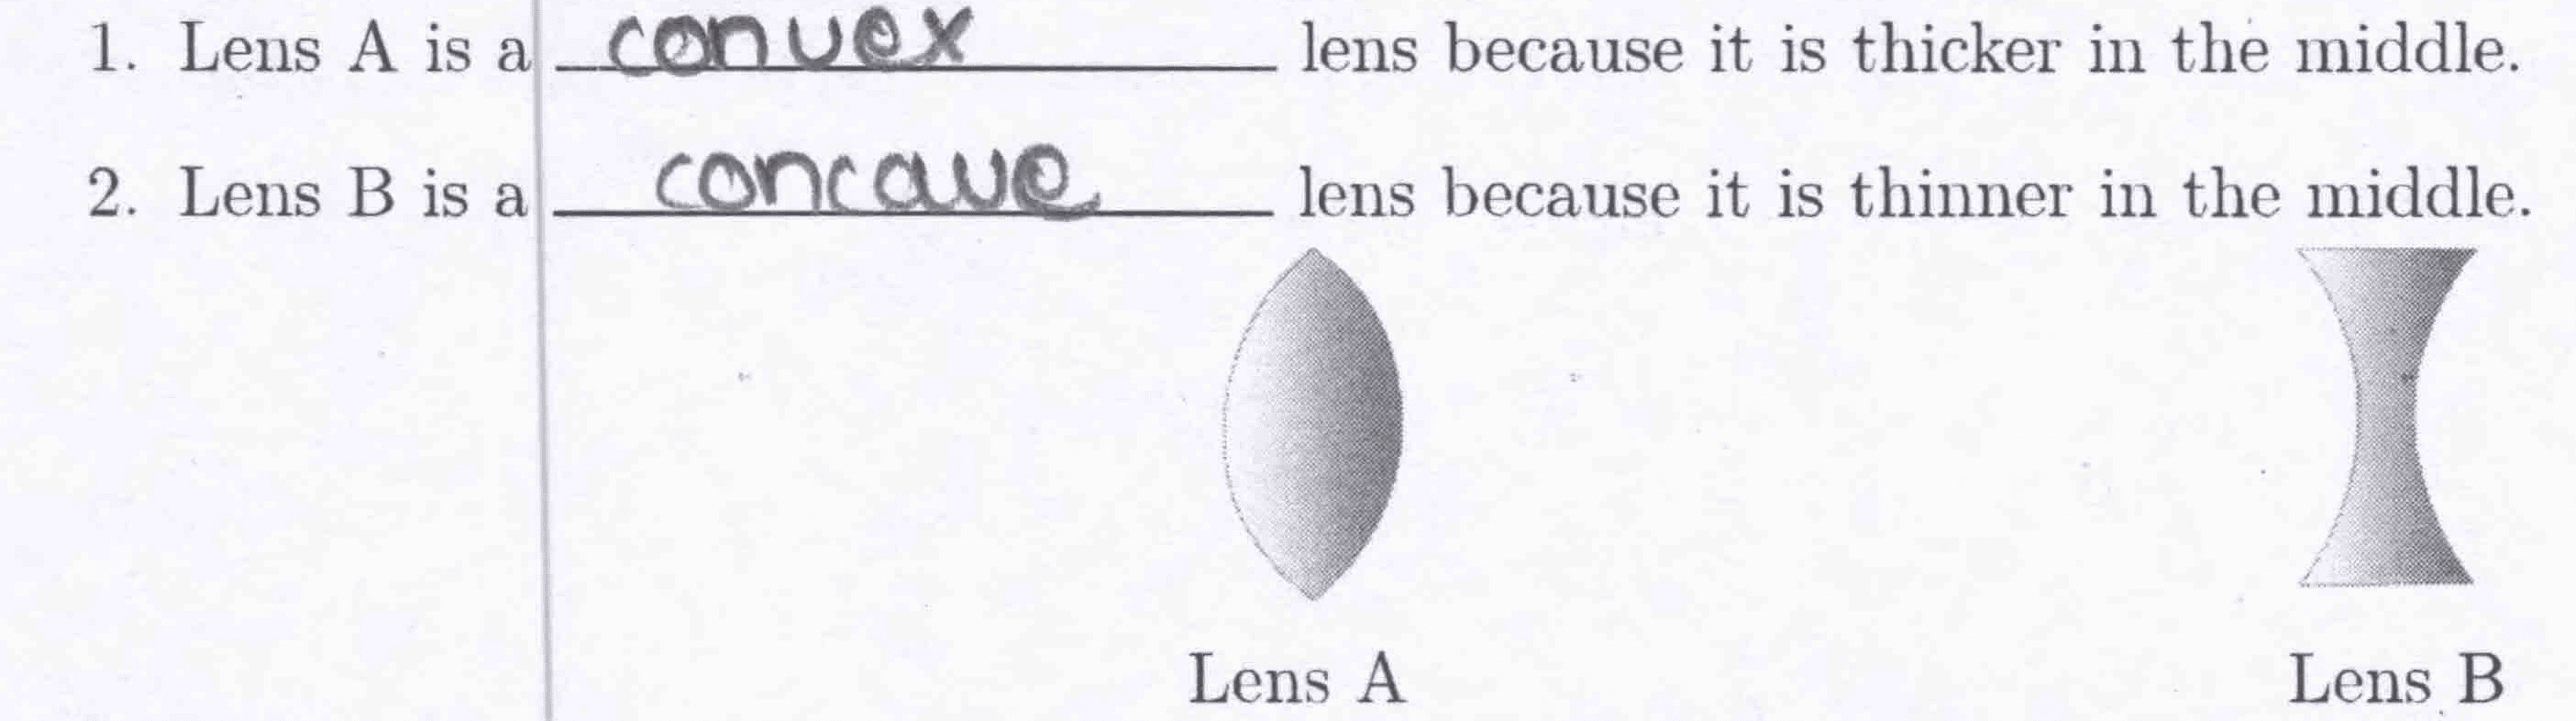 1. Lens A is a convex lens because it is thicker in the middle.
2. Lens B is a concave lens because it is thinner in the middle.
Lens A Lens B